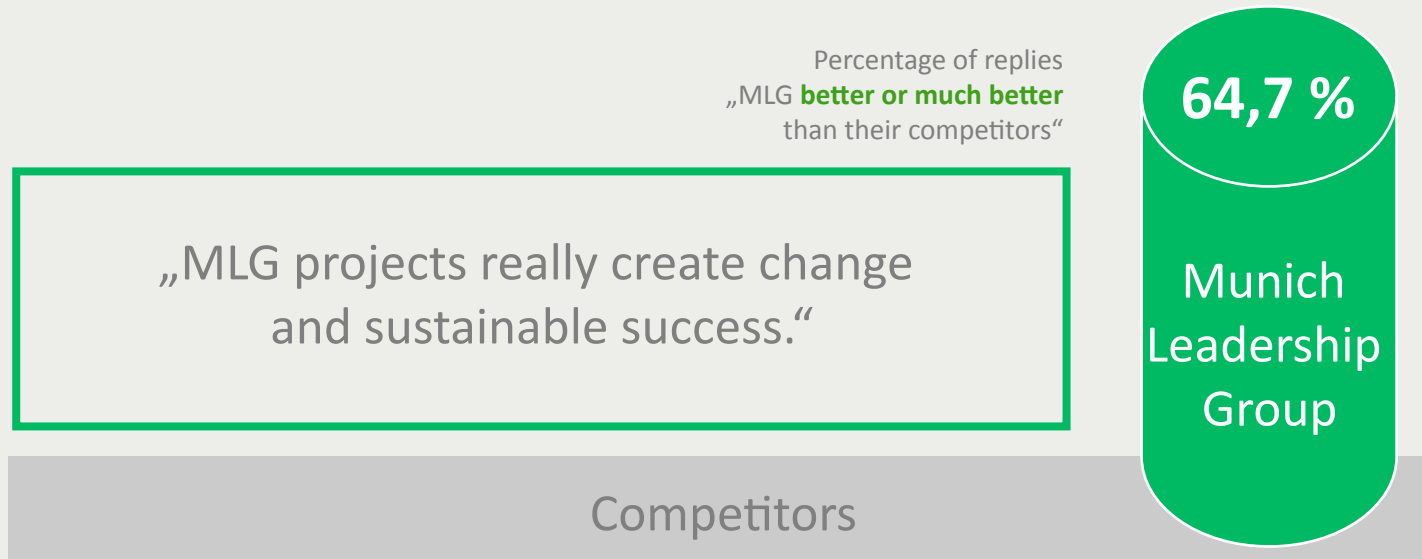 Percentage of replies
„MLG better or much better
than their competitors“
64,7 %
„MLG projects really create change
and sustainable success.“
Munich
Leadership
Group
Competitors